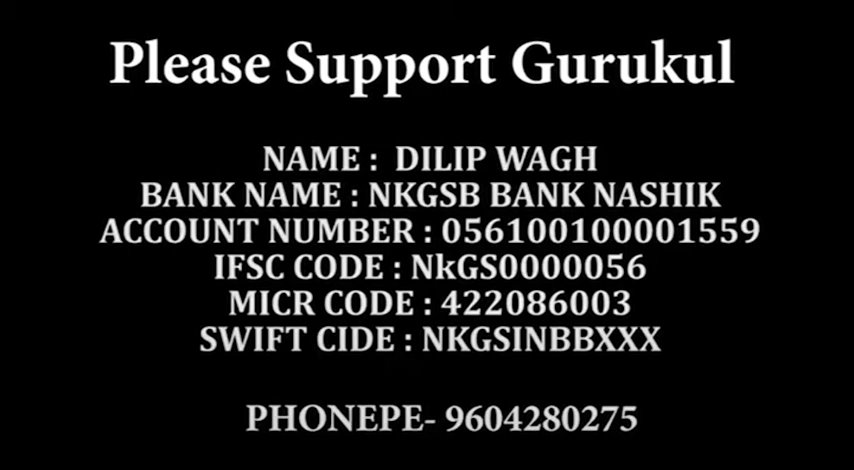 Please Support Gurukul
NAME : DILIP WAGH
BANK NAME : NKGSB BANK NASHIK
ACCOUNT NUMBER : 056100100001559
IFSC CODE : NkGS0000056
MICR CODE : 422086003
SWIFT CIDE : NKGSINBBXXX
PHONEPE- 9604280275